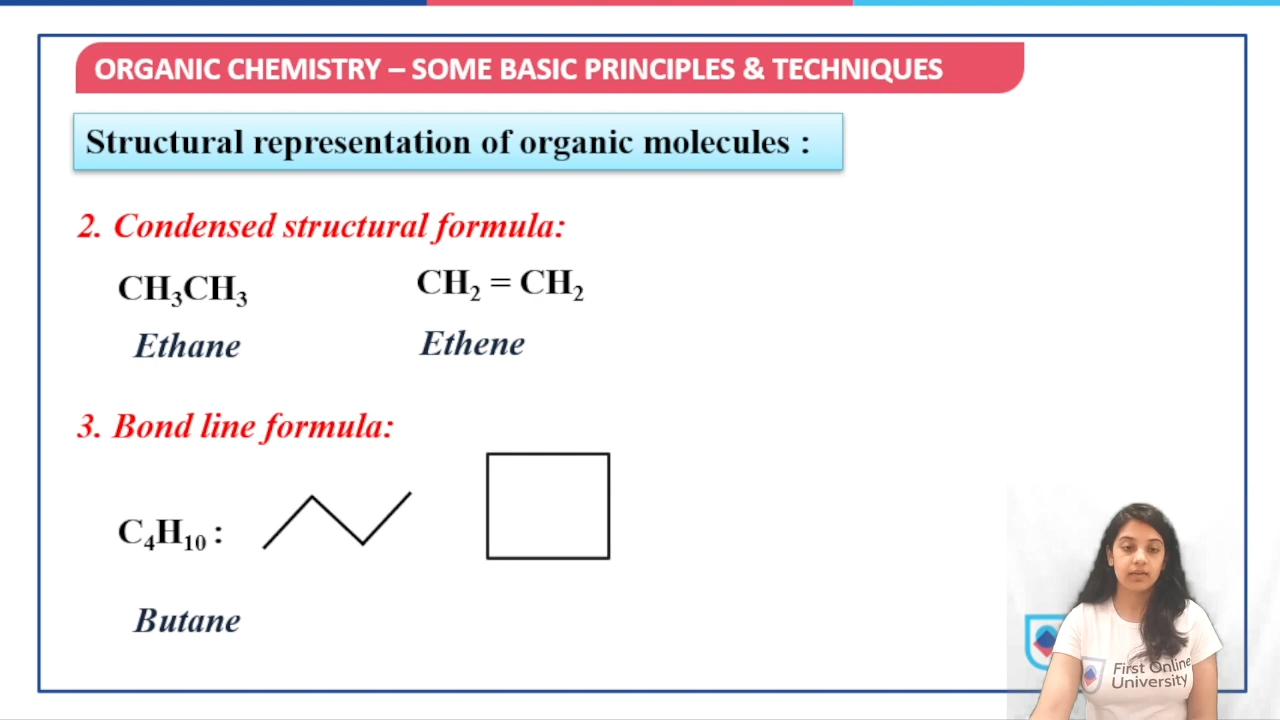 ORGANIC CHEMISTRY – SOME BASIC PRINCIPLES & TECHNIQUES
Structural representation of organic molecules :
2. Condensed structural formula:
CH₃CH₃ CH₂ = CH₂
Ethane Ethene
3. Bond line formula:
C₄H₁₀ :
Butane
First Online
University